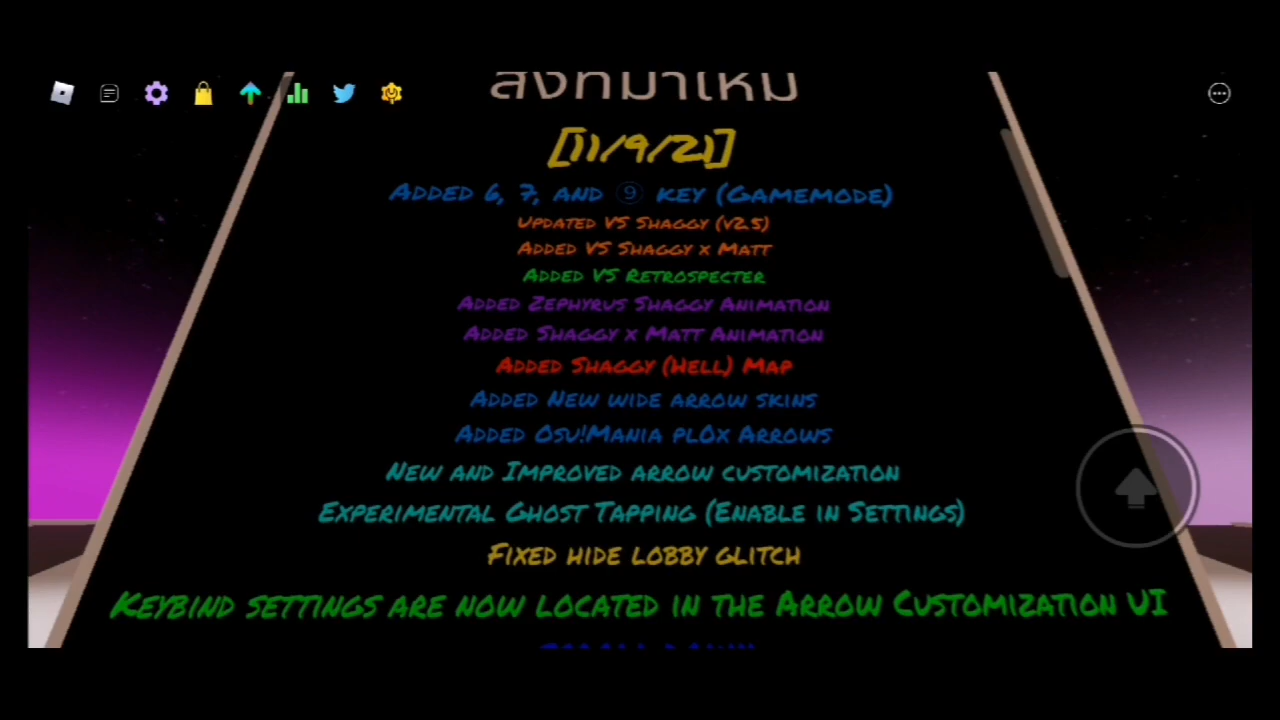 สิ่งที่มาใหม่
[11/9/21]
Added 6, 7, and 9 key (Gamemode)
Updated VS Shaggy (v2.5)
Added VS Shaggy x Matt
Added VS Retrospecter
Added Zephyrus Shaggy Animation
Added Shaggy x Matt Animation
Added Shaggy (Hell) Map
Added New wide arrow skins
Added Osu!Mania pl0x Arrows
New and Improved arrow customization
Experimental Ghost Tapping (Enable in Settings)
Fixed hide lobby glitch
Keybind settings are now located in the Arrow Customization UI